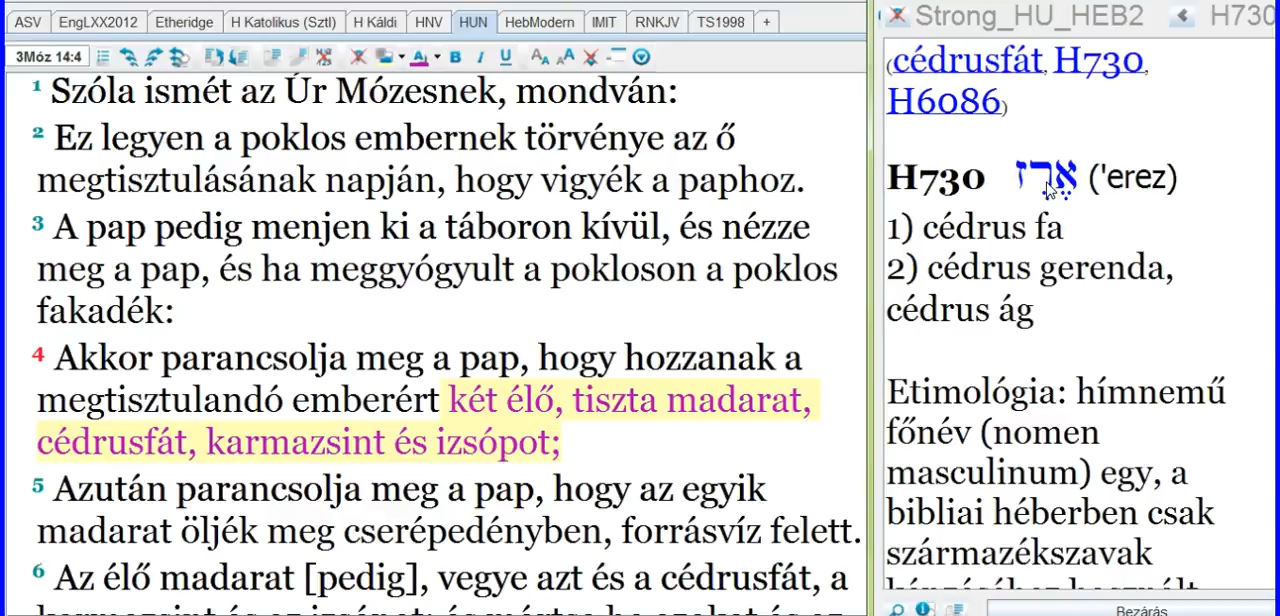 ASV EngLXX2012 Etheridge H Katolikus (Sztl) H Káldi HNV HUN HebModern IMIT RNKJV TS1998 +
3Móz 14:4
1 Szóla ismét az Úr Mózesnek, mondván:
2 Ez legyen a poklos embernek törvénye az ő
megtisztulásának napján, hogy vigyék a paphoz.
3 A pap pedig menjen ki a táboron kívül, és nézze
meg a pap, és ha meggyógyult a pokloson a poklos
fakadék:
4 Akkor parancsolja meg a pap, hogy hozzanak a
megtisztulandó emberért két élő, tiszta madarat,
cédrusfát, karmazsint és izsópot;
5 Azután parancsolja meg a pap, hogy az egyik
madarat öljék meg cserépedényben, forrásvíz felett.
6 Az élő madarat [pedig], vegye azt és a cédrusfát, a
Strong_HU_HEB2 H730
(cédrusfát, H730,
H6086)
H730 אֶרֶז ('erez)
1) cédrus fa
2) cédrus gerenda,
cédrus ág
Etimológia: hímnemű
főnév (nomen
masculinum) egy, a
bibliai héberben csak
származékszavak
Bezárás